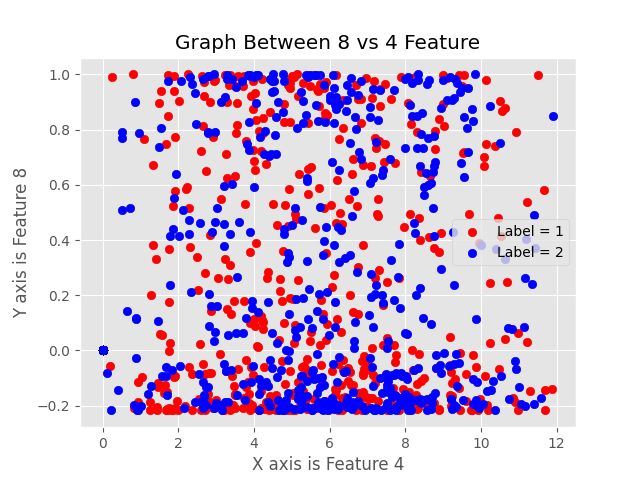 Graph Between 8 vs 4 Feature
1.0
0.8
0.6
0.4
0.2
0.0
−0.2
Y axis is Feature 8
Label = 1
Label = 2
0 2 4 6 8 10 12
X axis is Feature 4